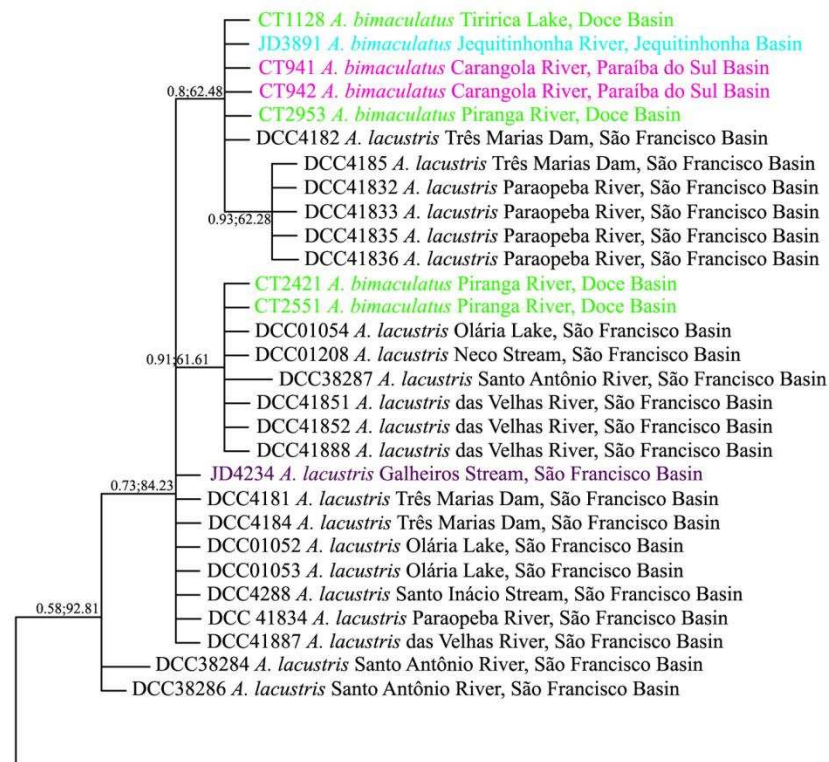 CT1128 A. bimaculatus Tiririca Lake, Doce Basin
JD3891 A. bimaculatus Jequitinhonha River, Jequitinhonha Basin
CT941 A. bimaculatus Carangola River, Paraíba do Sul Basin
0.8;62.48
CT942 A. bimaculatus Carangola River, Paraíba do Sul Basin
CT2953 A. bimaculatus Piranga River, Doce Basin
DCC4182 A. lacustris Três Marias Dam, São Francisco Basin
DCC4185 A. lacustris Três Marias Dam, São Francisco Basin
DCC41832 A. lacustris Paraopeba River, São Francisco Basin
0.93;62.28
DCC41833 A. lacustris Paraopeba River, São Francisco Basin
DCC41835 A. lacustris Paraopeba River, São Francisco Basin
DCC41836 A. lacustris Paraopeba River, São Francisco Basin
CT2421 A. bimaculatus Piranga River, Doce Basin
CT2551 A. bimaculatus Piranga River, Doce Basin
DCC01054 A. lacustris Olária Lake, São Francisco Basin
0.91;61.61
DCC01208 A. lacustris Neco Stream, São Francisco Basin
DCC38287 A. lacustris Santo Antônio River, São Francisco Basin
DCC41851 A. lacustris das Velhas River, São Francisco Basin
DCC41852 A. lacustris das Velhas River, São Francisco Basin
DCC41888 A. lacustris das Velhas River, São Francisco Basin
JD4234 A. lacustris Galheiros Stream, São Francisco Basin
0.73;84.23
DCC4181 A. lacustris Três Marias Dam, São Francisco Basin
DCC4184 A. lacustris Três Marias Dam, São Francisco Basin
DCC01052 A. lacustris Olária Lake, São Francisco Basin
DCC01053 A. lacustris Olária Lake, São Francisco Basin
DCC4288 A. lacustris Santo Inácio Stream, São Francisco Basin
0.58;92.81
DCC 41834 A. lacustris Paraopeba River, São Francisco Basin
DCC41887 A. lacustris das Velhas River, São Francisco Basin
DCC38284 A. lacustris Santo Antônio River, São Francisco Basin
DCC38286 A. lacustris Santo Antônio River, São Francisco Basin